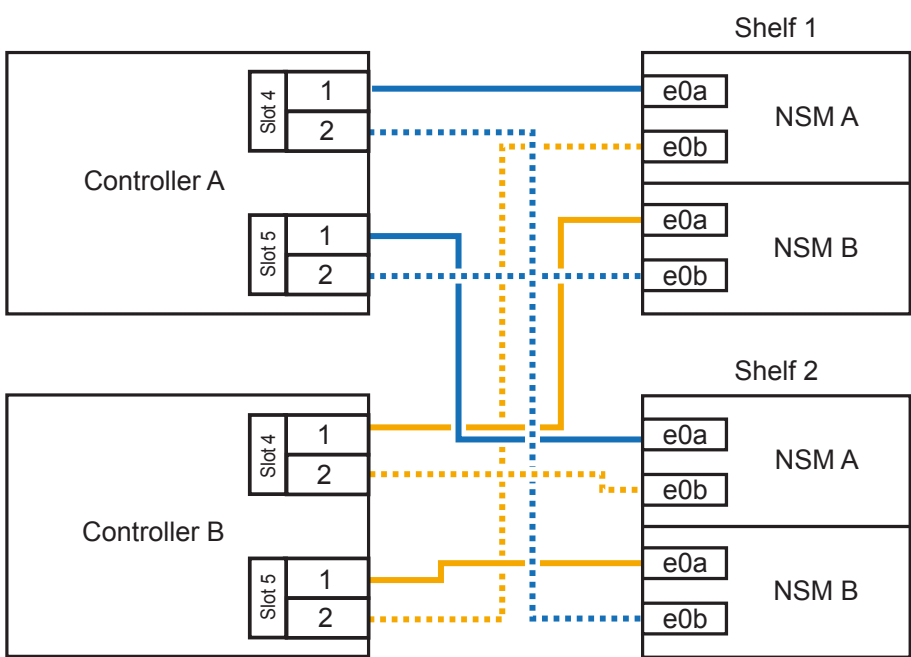 Shelf 1
Controller A
Slot 4
1
2
Slot 5
1
2
e0a
e0b
NSM A
e0a
e0b
NSM B
Shelf 2
Controller B
Slot 4
1
2
Slot 5
1
2
e0a
e0b
NSM A
e0a
e0b
NSM B